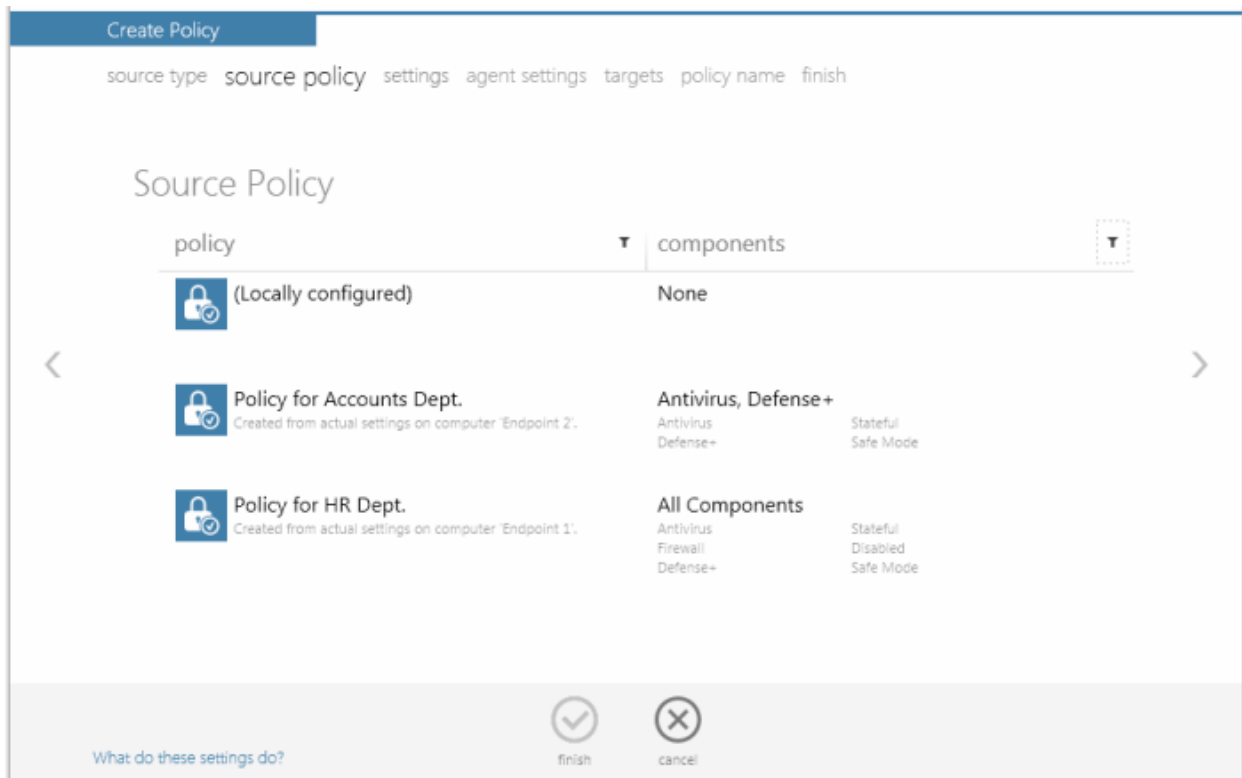 Create Policy
source type source policy settings agent settings targets policy name finish
Source Policy
policy components
(Locally configured) None
Policy for Accounts Dept. Antivirus, Defense+
Created from actual settings on computer 'Endpoint 2'. Antivirus Stateful
Defense+ Safe Mode
Policy for HR Dept. All Components
Created from actual settings on computer 'Endpoint 1'. Antivirus Stateful
Firewall Disabled
Defense+ Safe Mode
finish cancel
What do these settings do?